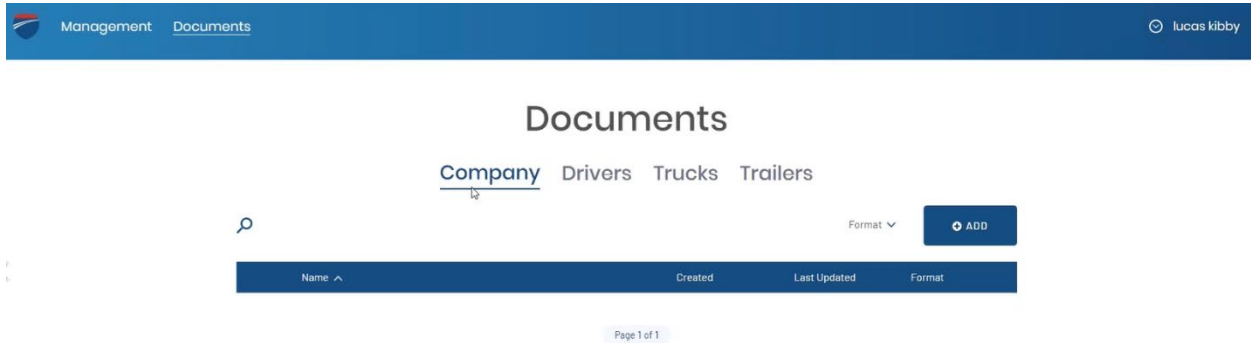 Management Documents lucas kibby
Documents
Company Drivers Trucks Trailers
Format ADD
Name Created Last Updated Format
Page 1 of 1